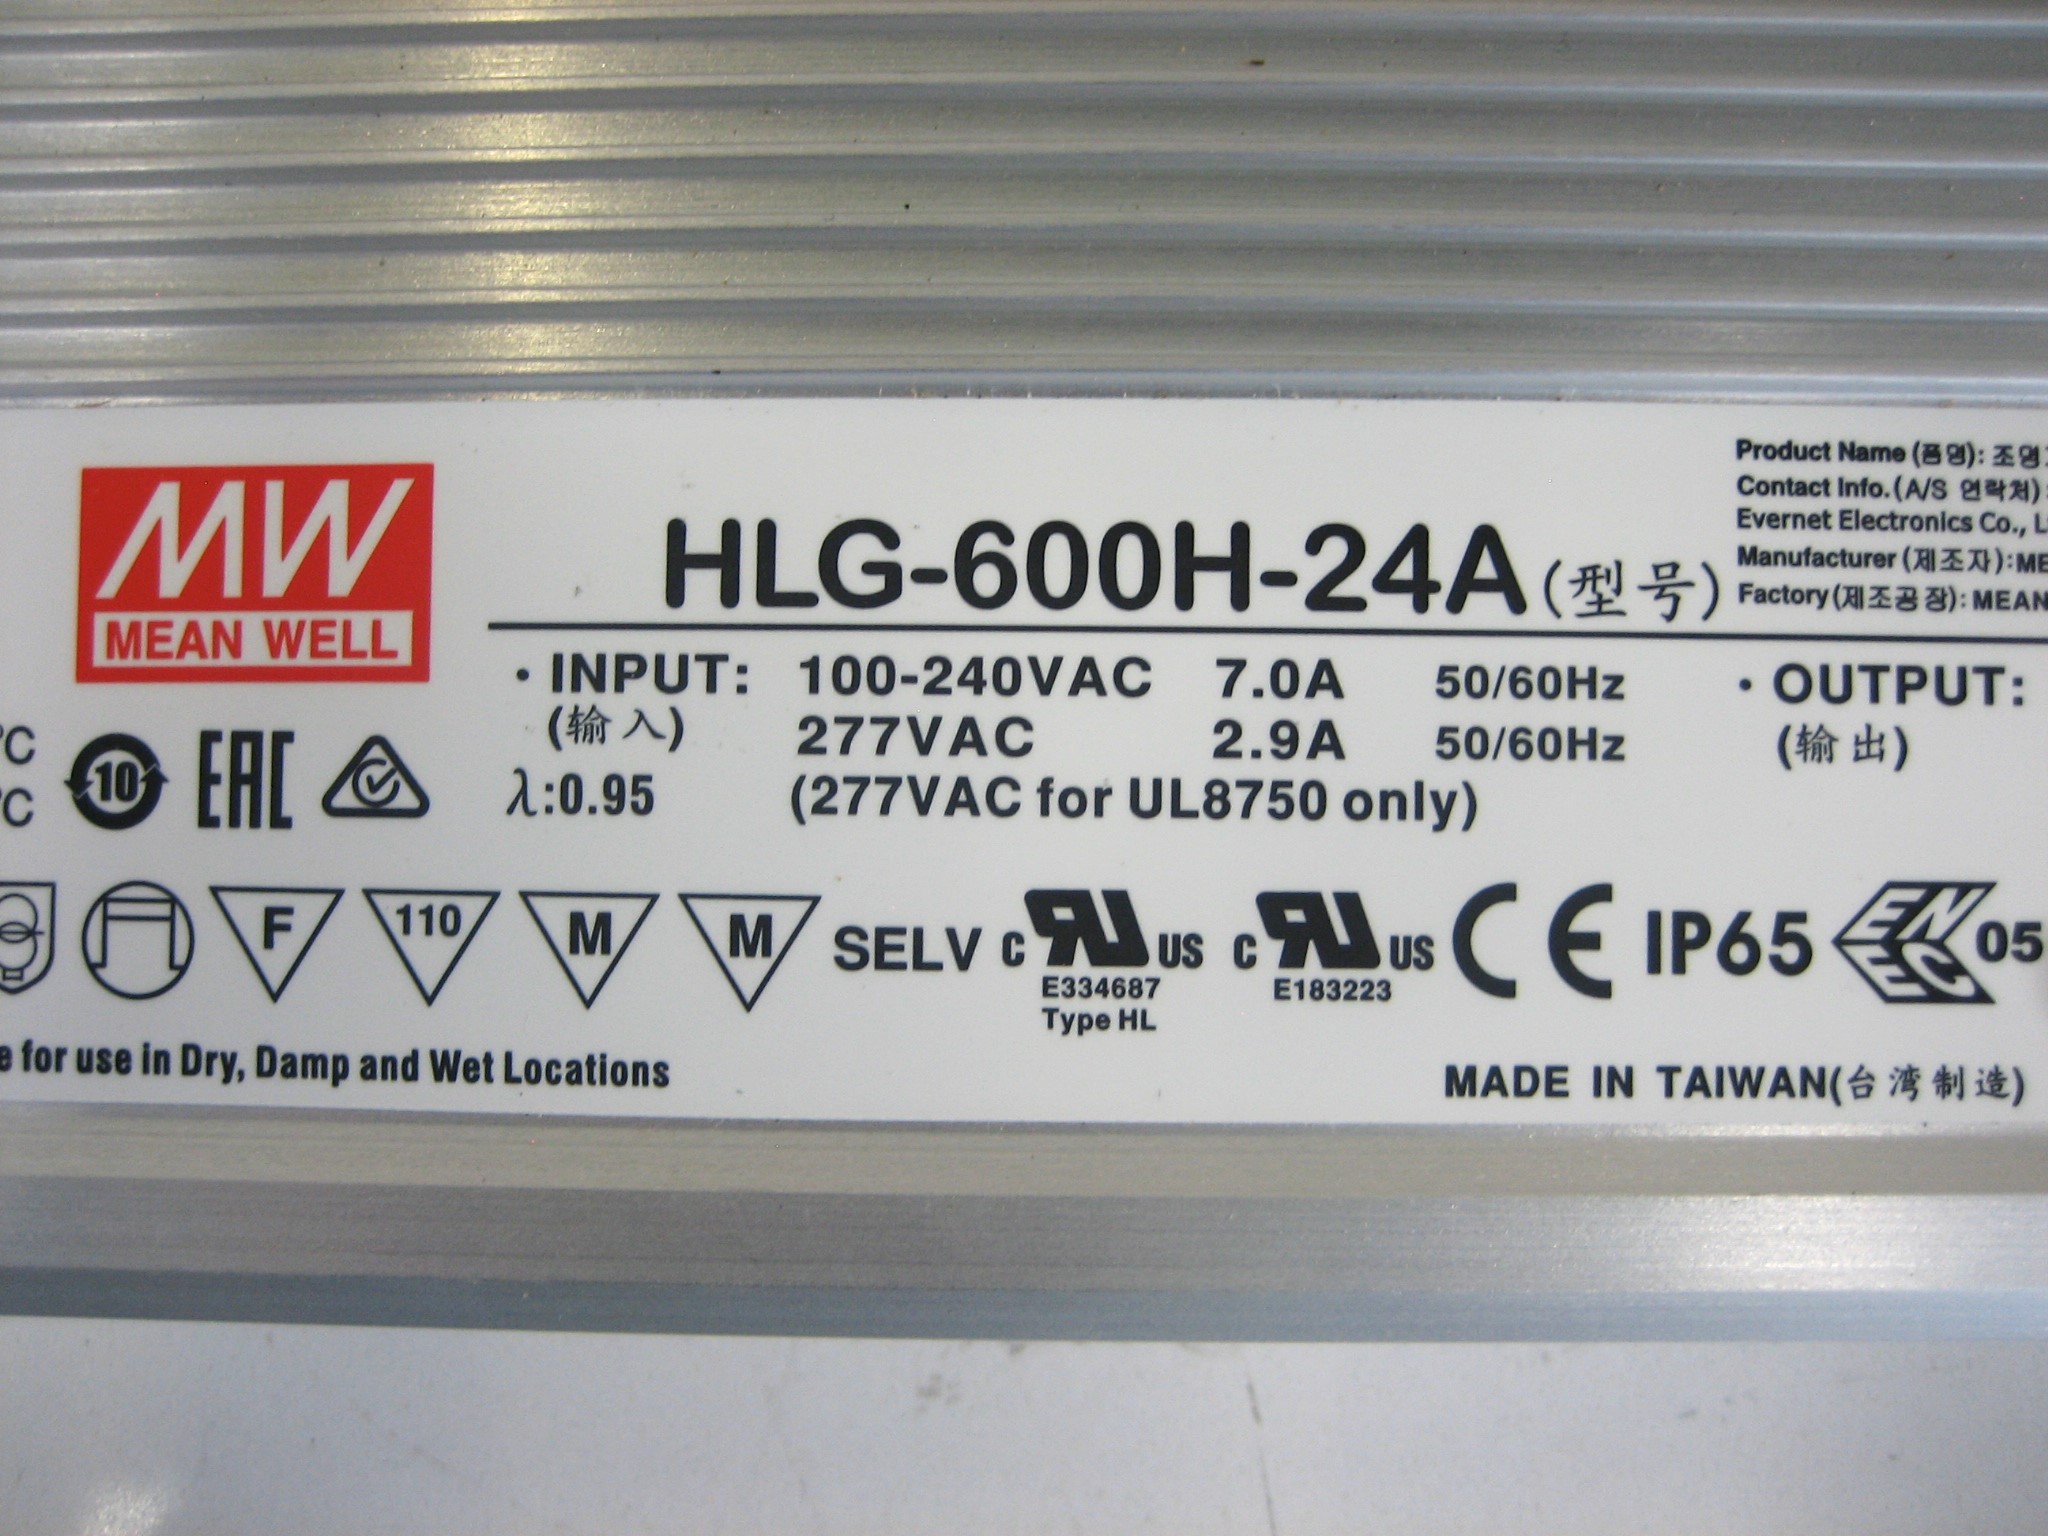 MW
MEAN WELL
HLG-600H-24A(型号)
Product Name (품명): 조명
Contact Info.(A/S 연락처)
Evernet Electronics Co., L
Manufacturer (제조자): ME
Factory (제조공장): MEAN
· INPUT: 100-240VAC 7.0A 50/60Hz
(输入) 277VAC 2.9A 50/60Hz
λ:0.95 (277VAC for UL8750 only)
· OUTPUT:
(输出)
°C
°C
10 EAC
F 110 M M SELV c RU US c RU US CE IP65 ENEC 05
E334687
Type HL
E183223
e for use in Dry, Damp and Wet Locations
MADE IN TAIWAN(台湾制造)